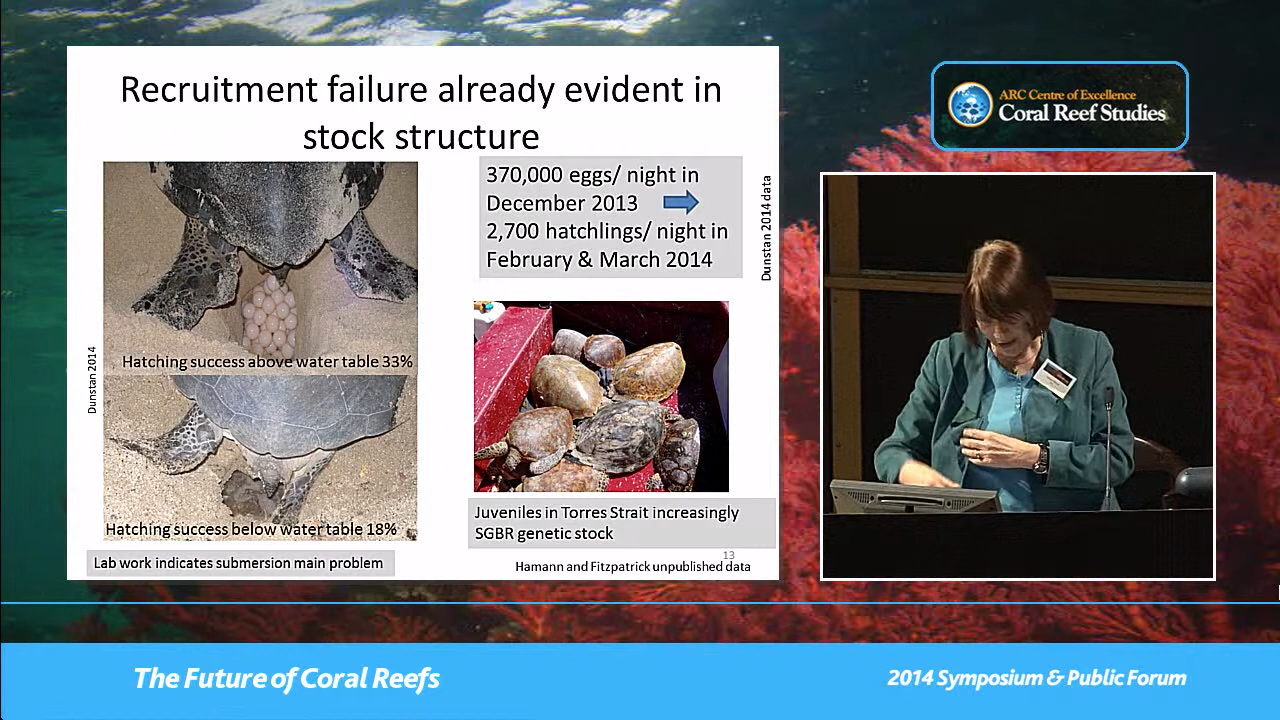 Recruitment failure already evident in
stock structure
370,000 eggs/ night in
December 2013
2,700 hatchlings/ night in
February & March 2014
Dunstan 2014 data
Hatching success above water table 33%
Dunstan 2014
Hatching success below water table 18%
Lab work indicates submersion main problem
Juveniles in Torres Strait increasingly
SGBR genetic stock
13
Hamann and Fitzpatrick unpublished data
ARC Centre of Excellence
Coral Reef Studies
The Future of Coral Reefs
2014 Symposium & Public Forum